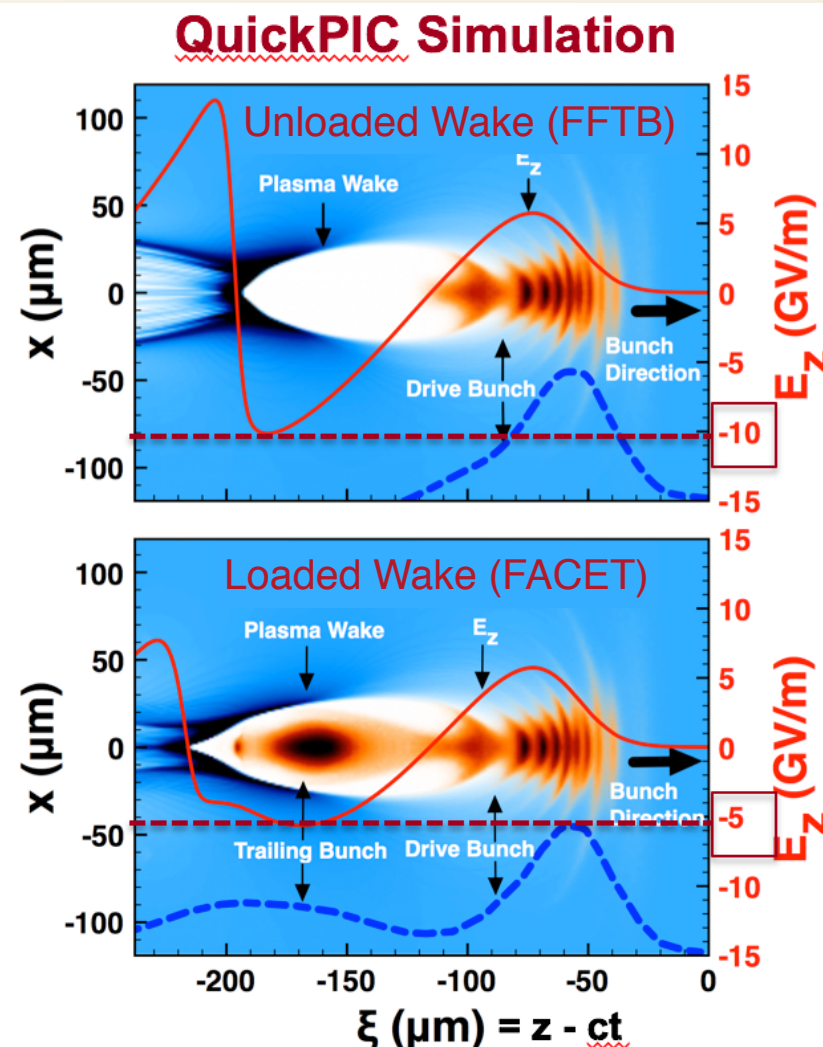 QuickPIC Simulation
Unloaded Wake (FFTB)
Plasma Wake
Ez
Drive Bunch
Bunch
Direction
x (μm)
100
50
0
-50
-100
15
10
5
0
-5
-10
-15
Ez (GV/m)
Loaded Wake (FACET)
Plasma Wake
Ez
Trailing Bunch
Drive Bunch
Bunch
Direction
x (μm)
100
50
0
-50
-100
15
10
5
0
-5
-10
-15
Ez (GV/m)
-200 -150 -100 -50 0
ξ (μm) = z - ct